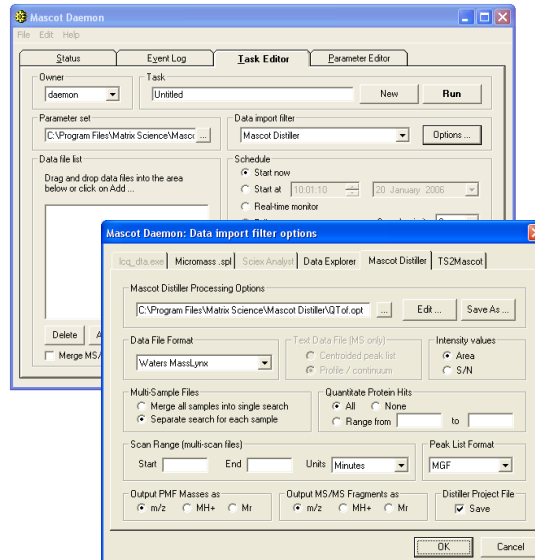 Mascot Daemon
File Edit Help
Status Event Log Task Editor Parameter Editor
Owner Task
daemon Untitled New Run
Parameter set Data import filter
C:\Program Files\Matrix Science\Masco ... Mascot Distiller Options ...
Data file list Schedule
Drag and drop data files into the area Start now
below or click on Add ... Start at 10:01:10 20 January 2006
Real-time monitor
Delete
Merge MS/
Mascot Daemon: Data import filter options
lcq_dta.exe Micromass .spl Sciex Analyst Data Explorer Mascot Distiller TS2Mascot
Mascot Distiller Processing Options
C:\Program Files\Matrix Science\Mascot Distiller\QTof.opt ... Edit ... Save As ...
Data File Format Text Data File (MS only) Intensity values
Waters MassLynx Centroided peak list Area
Profile / continuum S/N
Multi-Sample Files Quantitate Protein Hits
Merge all samples into single search All None
Separate search for each sample Range from to
Scan Range (multi-scan files) Peak List Format
Start End Units Minutes MGF
Output PMF Masses as Output MS/MS Fragments as Distiller Project File
m/z MH+ Mr m/z MH+ Mr Save
OK Cancel